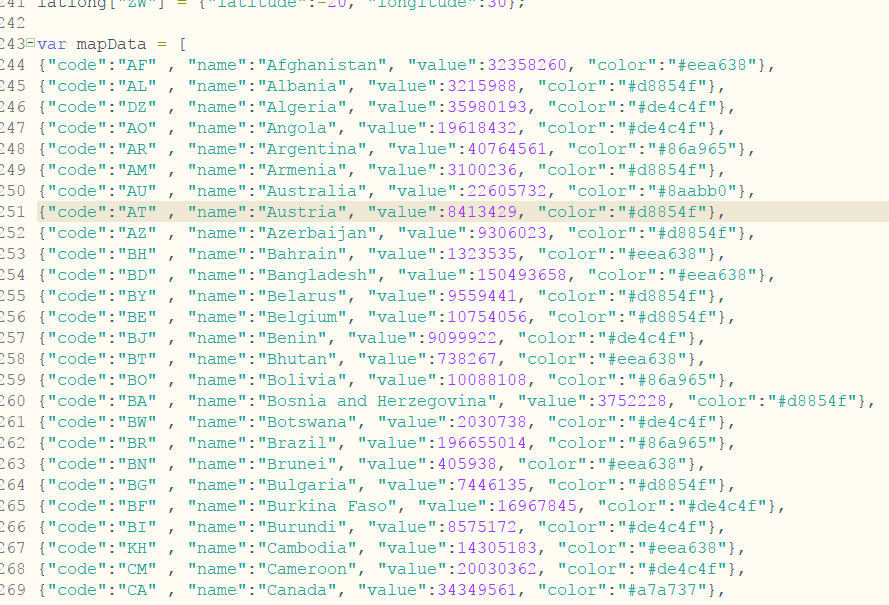 241 latlong["ZW"] = {"latitude":-20, "longitude":30};
242
243 var mapData = [
244 {"code":"AF" , "name":"Afghanistan", "value":32358260, "color":"#eea638"},
245 {"code":"AL" , "name":"Albania", "value":3215988, "color":"#d8854f"},
246 {"code":"DZ" , "name":"Algeria", "value":35980193, "color":"#de4c4f"},
247 {"code":"AO" , "name":"Angola", "value":19618432, "color":"#de4c4f"},
248 {"code":"AR" , "name":"Argentina", "value":40764561, "color":"#86a965"},
249 {"code":"AM" , "name":"Armenia", "value":3100236, "color":"#d8854f"},
250 {"code":"AU" , "name":"Australia", "value":22605732, "color":"#8aabb0"},
251 {"code":"AT" , "name":"Austria", "value":8413429, "color":"#d8854f"},
252 {"code":"AZ" , "name":"Azerbaijan", "value":9306023, "color":"#d8854f"},
253 {"code":"BH" , "name":"Bahrain", "value":1323535, "color":"#eea638"},
254 {"code":"BD" , "name":"Bangladesh", "value":150493658, "color":"#eea638"},
255 {"code":"BY" , "name":"Belarus", "value":9559441, "color":"#d8854f"},
256 {"code":"BE" , "name":"Belgium", "value":10754056, "color":"#d8854f"},
257 {"code":"BJ" , "name":"Benin", "value":9099922, "color":"#de4c4f"},
258 {"code":"BT" , "name":"Bhutan", "value":738267, "color":"#eea638"},
259 {"code":"BO" , "name":"Bolivia", "value":10088108, "color":"#86a965"},
260 {"code":"BA" , "name":"Bosnia and Herzegovina", "value":3752228, "color":"#d8854f"},
261 {"code":"BW" , "name":"Botswana", "value":2030738, "color":"#de4c4f"},
262 {"code":"BR" , "name":"Brazil", "value":196655014, "color":"#86a965"},
263 {"code":"BN" , "name":"Brunei", "value":405938, "color":"#eea638"},
264 {"code":"BG" , "name":"Bulgaria", "value":7446135, "color":"#d8854f"},
265 {"code":"BF" , "name":"Burkina Faso", "value":16967845, "color":"#de4c4f"},
266 {"code":"BI" , "name":"Burundi", "value":8575172, "color":"#de4c4f"},
267 {"code":"KH" , "name":"Cambodia", "value":14305183, "color":"#eea638"},
268 {"code":"CM" , "name":"Cameroon", "value":20030362, "color":"#de4c4f"},
269 {"code":"CA" , "name":"Canada", "value":34349561, "color":"#a7a737"},